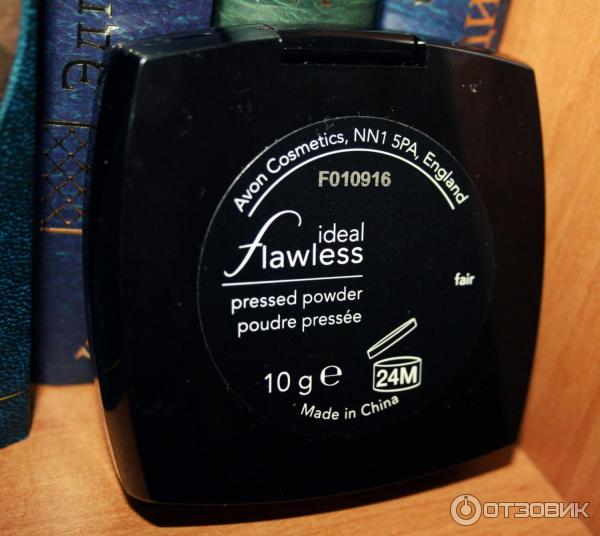 Avon Cosmetics, NN1 5PA, England
F010916
ideal
flawless
fair
pressed powder
poudre pressée
10 g e
24M
Made in China
ОТЗОВИК